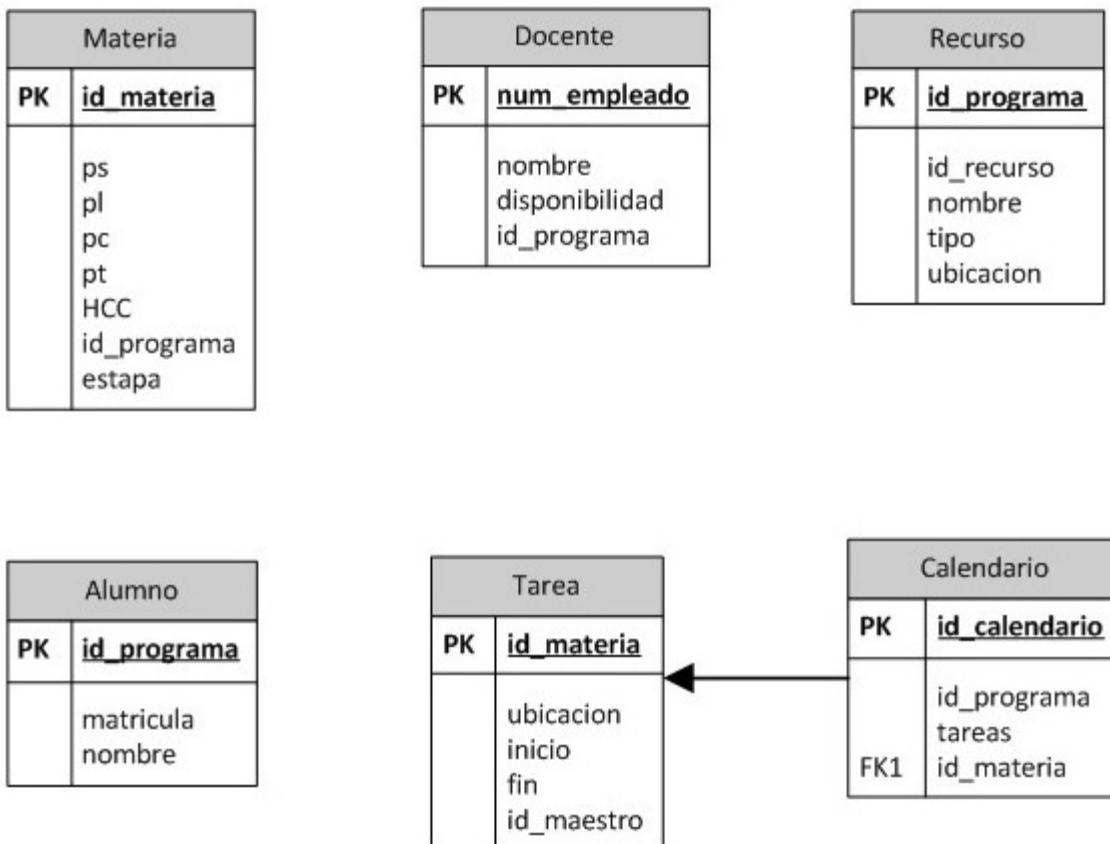 Materia
PK id_materia
ps
pl
pc
pt
HCC
id_programa
estapa
Docente
PK num_empleado
nombre
disponibilidad
id_programa
Recurso
PK id_programa
id_recurso
nombre
tipo
ubicacion
Alumno
PK id_programa
matricula
nombre
Tarea
PK id_materia
ubicacion
inicio
fin
id_maestro
Calendario
PK id_calendario
id_programa
tareas
FK1 id_materia